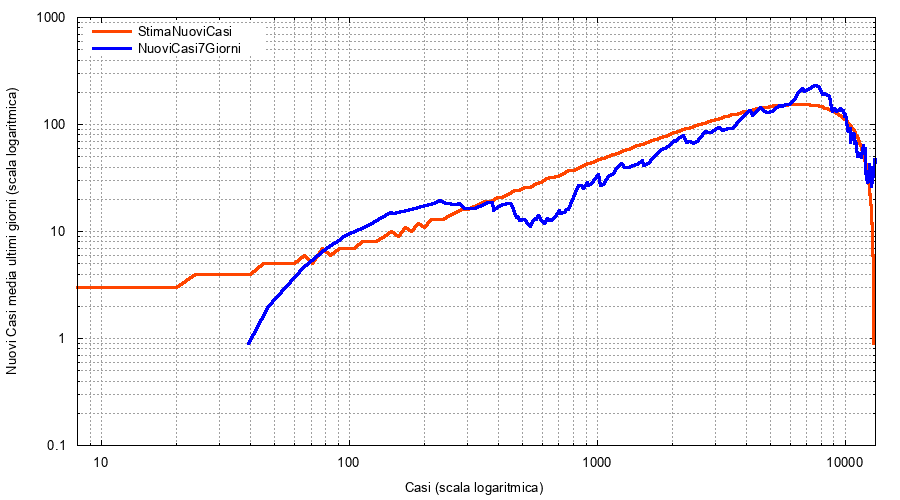 1000
StimaNuoviCasi
NuoviCasi7Giorni
100
10
1
0.1
Nuovi Casi media ultimi giorni (scala logaritmica)
10
100
1000
10000
Casi (scala logaritmica)